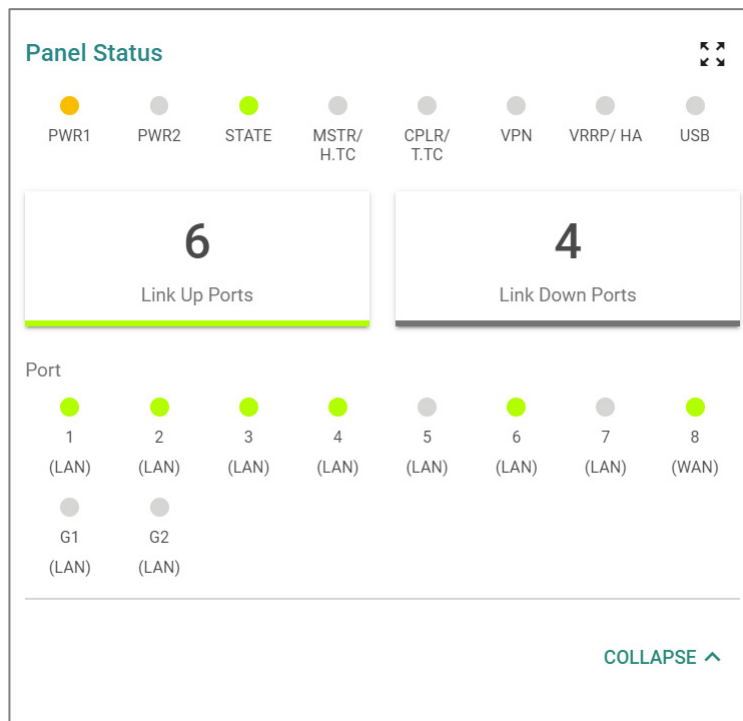 Panel Status
PWR1 PWR2 STATE MSTR/ CPLR/ VPN VRRP/ HA USB
H.TC T.TC
6 4
Link Up Ports Link Down Ports
Port
1 2 3 4 5 6 7 8
(LAN) (LAN) (LAN) (LAN) (LAN) (LAN) (LAN) (WAN)
G1 G2
(LAN) (LAN)
COLLAPSE